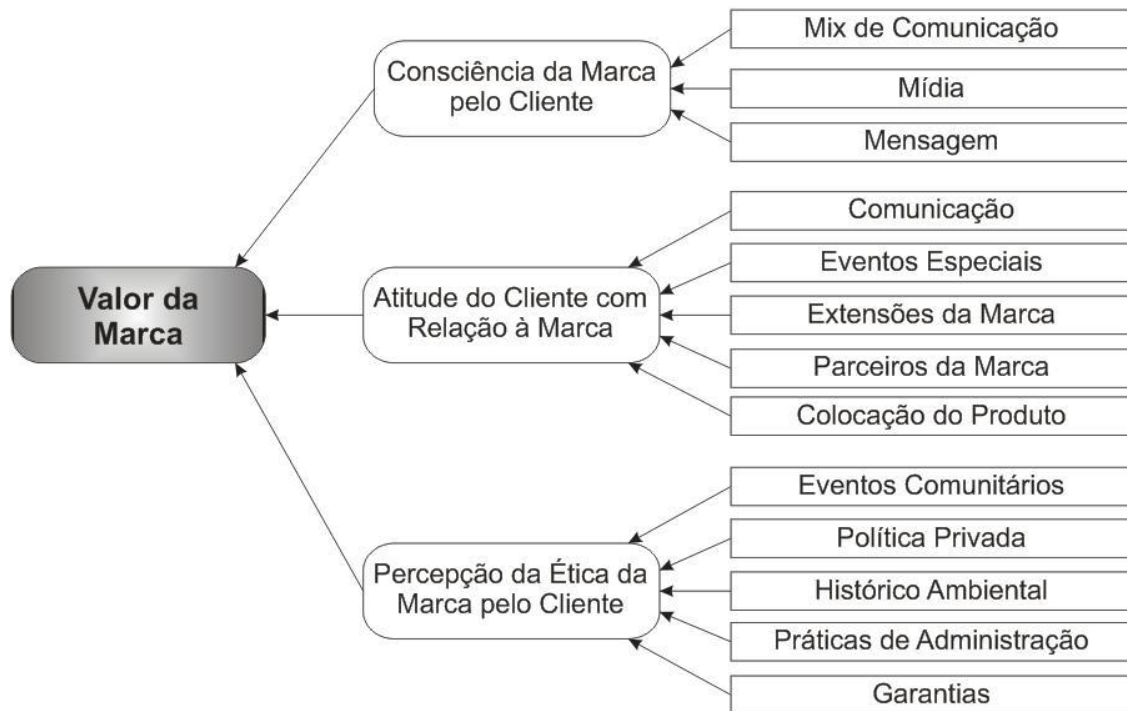 Valor da
Marca
Consciência da Marca
pelo Cliente
Mix de Comunicação
Mídia
Mensagem
Atitude do Cliente com
Relação à Marca
Comunicação
Eventos Especiais
Extensões da Marca
Parceiros da Marca
Colocação do Produto
Percepção da Ética da
Marca pelo Cliente
Eventos Comunitários
Política Privada
Histórico Ambiental
Práticas de Administração
Garantias